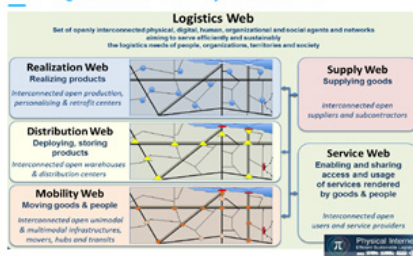 Logistics Web
Set of openly interconnected physical, digital, human, organizational and social agents and networks
aiming to serve efficiently and sustainably
the logistics needs of people, organizations, territories and society
Realization Web
Realizing products
Interconnected open production,
personalising & retrofit centers
Distribution Web
Deploying, storing
products
Interconnected open warehouses
& distribution centers
Mobility Web
Moving goods & people
Interconnected open unimodal
& multimodal infrastructures,
movers, hubs and transits
Supply Web
Supplying goods
Interconnected open
suppliers and subcontractors
Service Web
Enabling and sharing
access and usage
of services rendered
by goods & people
Interconnected open
users and service providers
π
Physical Interne